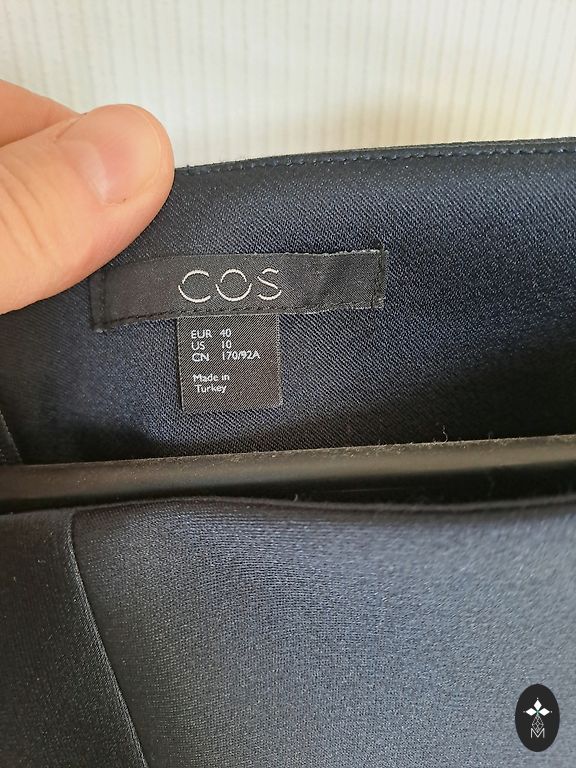 COS
EUR 40
US 10
CN 170/92A
Made in
Turkey
M